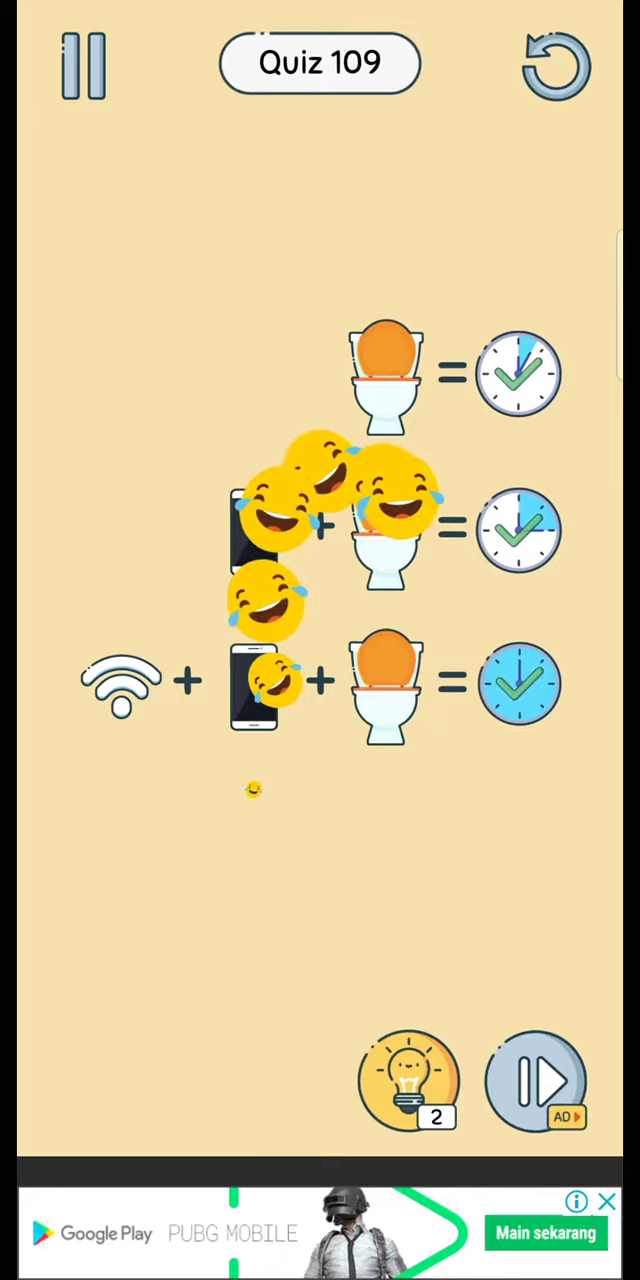 Quiz 109
2
AD
Google Play
PUBG MOBILE
Main sekarang